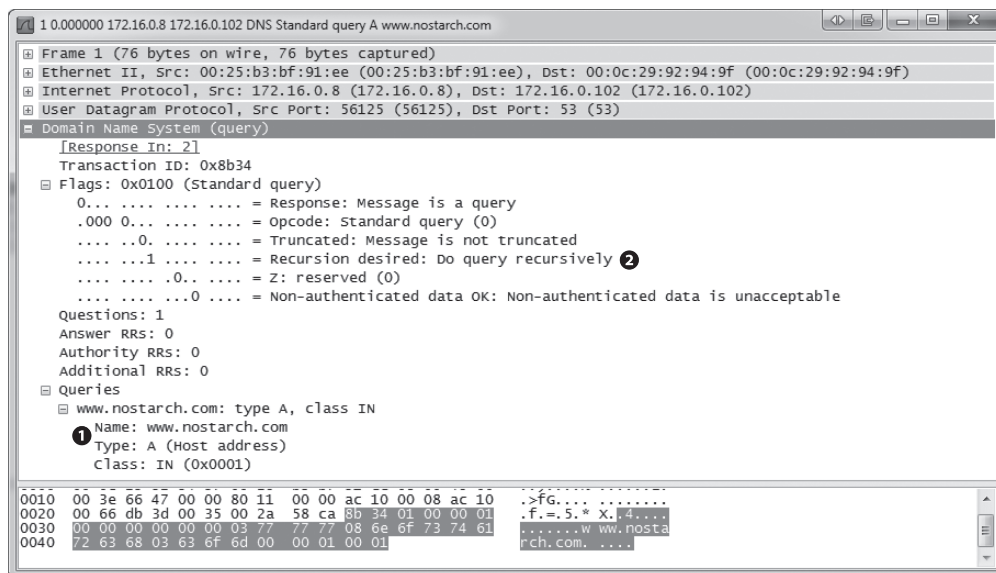 1 0.000000 172.16.0.8 172.16.0.102 DNS Standard query A www.nostarch.com
Frame 1 (76 bytes on wire, 76 bytes captured)
Ethernet II, Src: 00:25:b3:bf:91:ee (00:25:b3:bf:91:ee), Dst: 00:0c:29:92:94:9f (00:0c:29:92:94:9f)
Internet Protocol, Src: 172.16.0.8 (172.16.0.8), Dst: 172.16.0.102 (172.16.0.102)
User Datagram Protocol, Src Port: 56125 (56125), Dst Port: 53 (53)
Domain Name System (query)
[Response In: 2]
Transaction ID: 0x8b34
Flags: 0x0100 (Standard query)
0... .... .... .... = Response: Message is a query
.000 0... .... .... = Opcode: Standard query (0)
.... ..0. .... .... = Truncated: Message is not truncated
.... ...1 .... .... = Recursion desired: Do query recursively 2
.... .... .0.. .... = Z: reserved (0)
.... .... ...0 .... = Non-authenticated data OK: Non-authenticated data is unacceptable
Questions: 1
Answer RRs: 0
Authority RRs: 0
Additional RRs: 0
Queries
www.nostarch.com: type A, class IN
1 Name: www.nostarch.com
Type: A (Host address)
Class: IN (0x0001)
0010 00 3e 66 47 00 00 80 11 00 00 ac 10 00 08 ac 10 .>fG.... ........
0020 00 66 db 3d 00 35 00 2a 58 ca 8b 34 01 00 00 01 .f.=.5.* X..4....
0030 00 00 00 00 00 00 03 77 77 77 08 6e 6f 73 74 61 .......w ww.nosta
0040 72 63 68 03 63 6f 6d 00 00 01 00 01 rch.com. ....